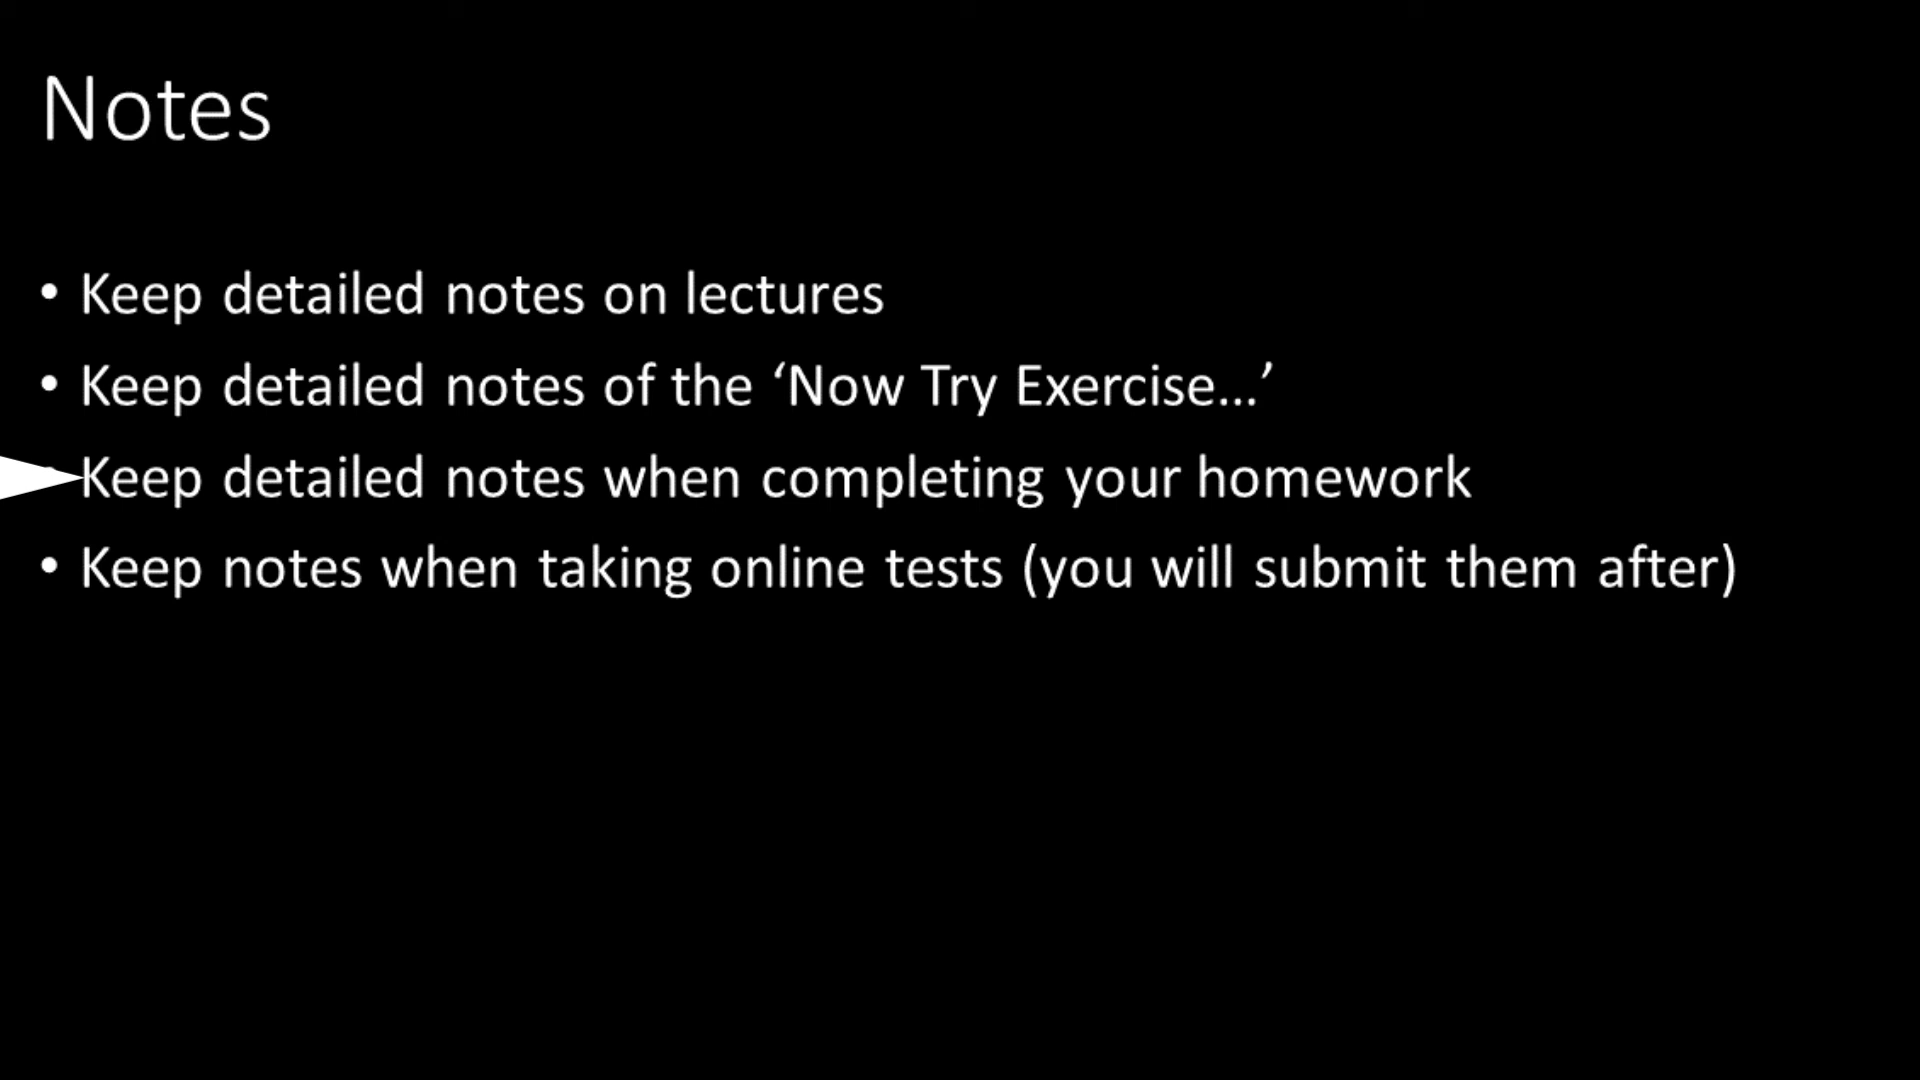 Notes
• Keep detailed notes on lectures
• Keep detailed notes of the ‘Now Try Exercise…’
Keep detailed notes when completing your homework
• Keep notes when taking online tests (you will submit them after)